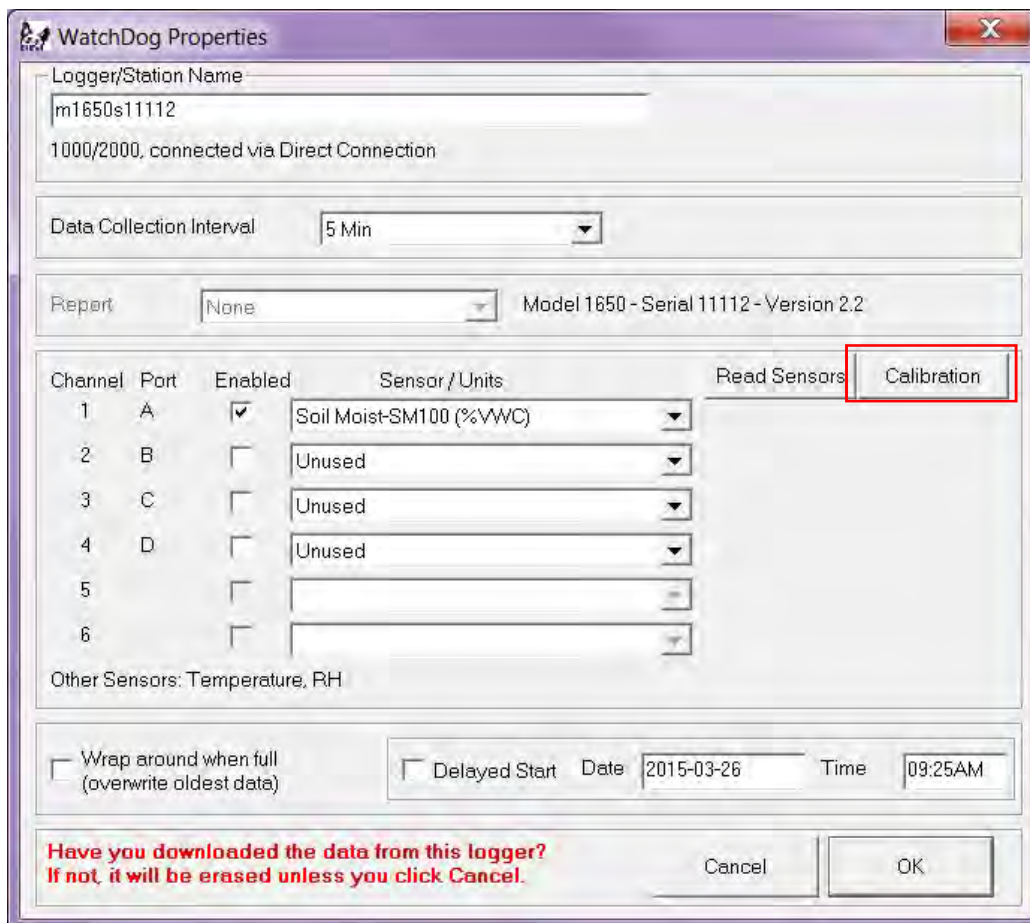 WatchDog Properties
Logger/Station Name
m1650s11112
1000/2000, connected via Direct Connection
Data Collection Interval 5 Min
Report None Model 1650 - Serial 11112 - Version 2.2
Channel Port Enabled Sensor / Units Read Sensors Calibration
1 A Soil Moist-SM100 (%VWC)
2 B Unused
3 C Unused
4 D Unused
5
6
Other Sensors: Temperature, RH
Wrap around when full
(overwrite oldest data)
Delayed Start Date 2015-03-26 Time 09:25AM
Have you downloaded the data from this logger?
If not, it will be erased unless you click Cancel.
Cancel OK